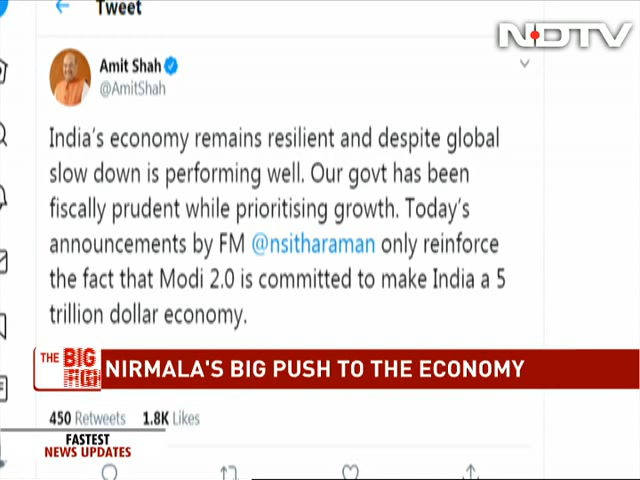 Tweet
NDTV
Amit Shah
@AmitShah
India's economy remains resilient and despite global
slow down is performing well. Our govt has been
fiscally prudent while prioritising growth. Today's
announcements by FM @nsitharaman only reinforce
the fact that Modi 2.0 is committed to make India a 5
trillion dollar economy.
THE BIG
NIRMALA'S BIG PUSH TO THE ECONOMY
450 Retweets 1.8K Likes
FASTEST
NEWS UPDATES